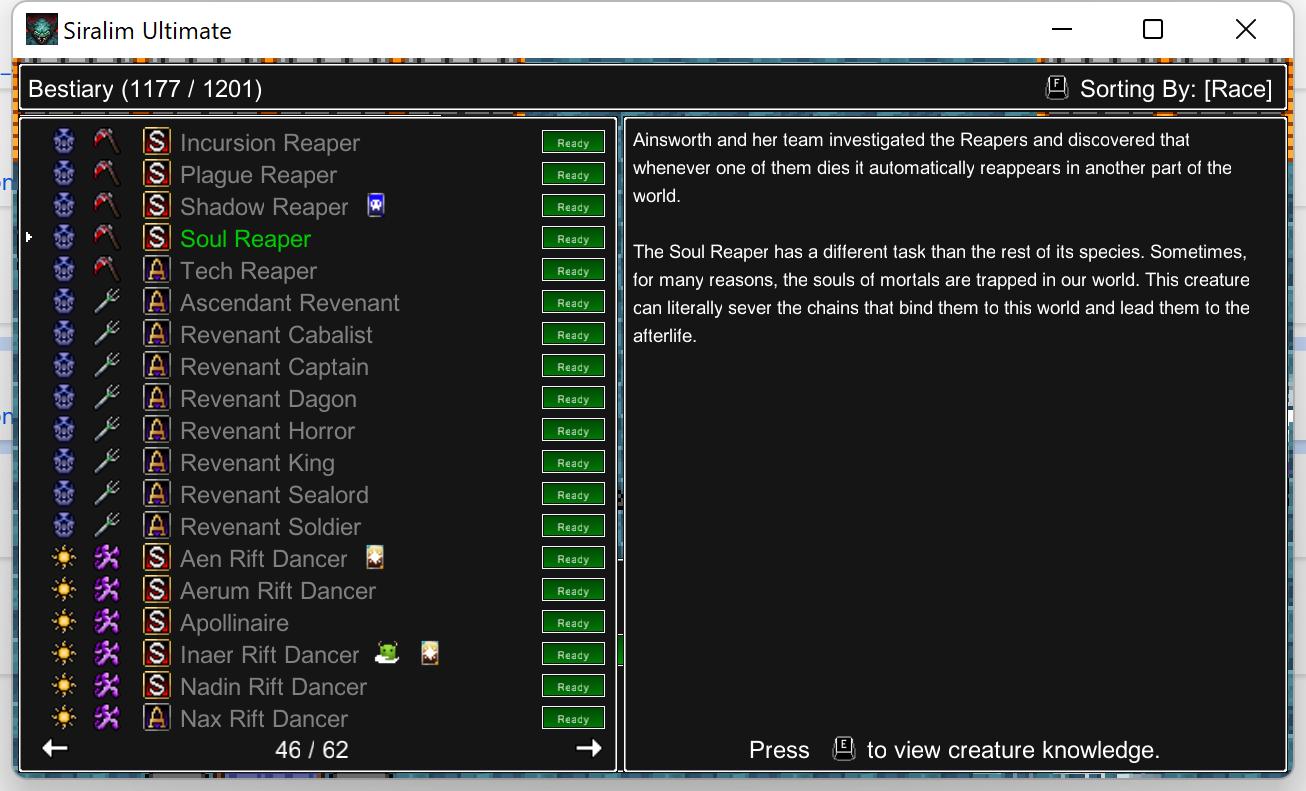 Siralim Ultimate
Bestiary (1177 / 1201)
F Sorting By: [Race]
S Incursion Reaper Ready
S Plague Reaper Ready
S Shadow Reaper Ready
S Soul Reaper Ready
A Tech Reaper Ready
A Ascendant Revenant Ready
A Revenant Cabalist Ready
A Revenant Captain Ready
A Revenant Dagon Ready
A Revenant Horror Ready
A Revenant King Ready
A Revenant Sealord Ready
A Revenant Soldier Ready
S Aen Rift Dancer Ready
S Aerum Rift Dancer Ready
S Apollinaire Ready
S Inaer Rift Dancer Ready
S Nadin Rift Dancer Ready
A Nax Rift Dancer Ready
46 / 62
Ainsworth and her team investigated the Reapers and discovered that
whenever one of them dies it automatically reappears in another part of the
world.
The Soul Reaper has a different task than the rest of its species. Sometimes,
for many reasons, the souls of mortals are trapped in our world. This creature
can literally sever the chains that bind them to this world and lead them to the
afterlife.
Press E to view creature knowledge.